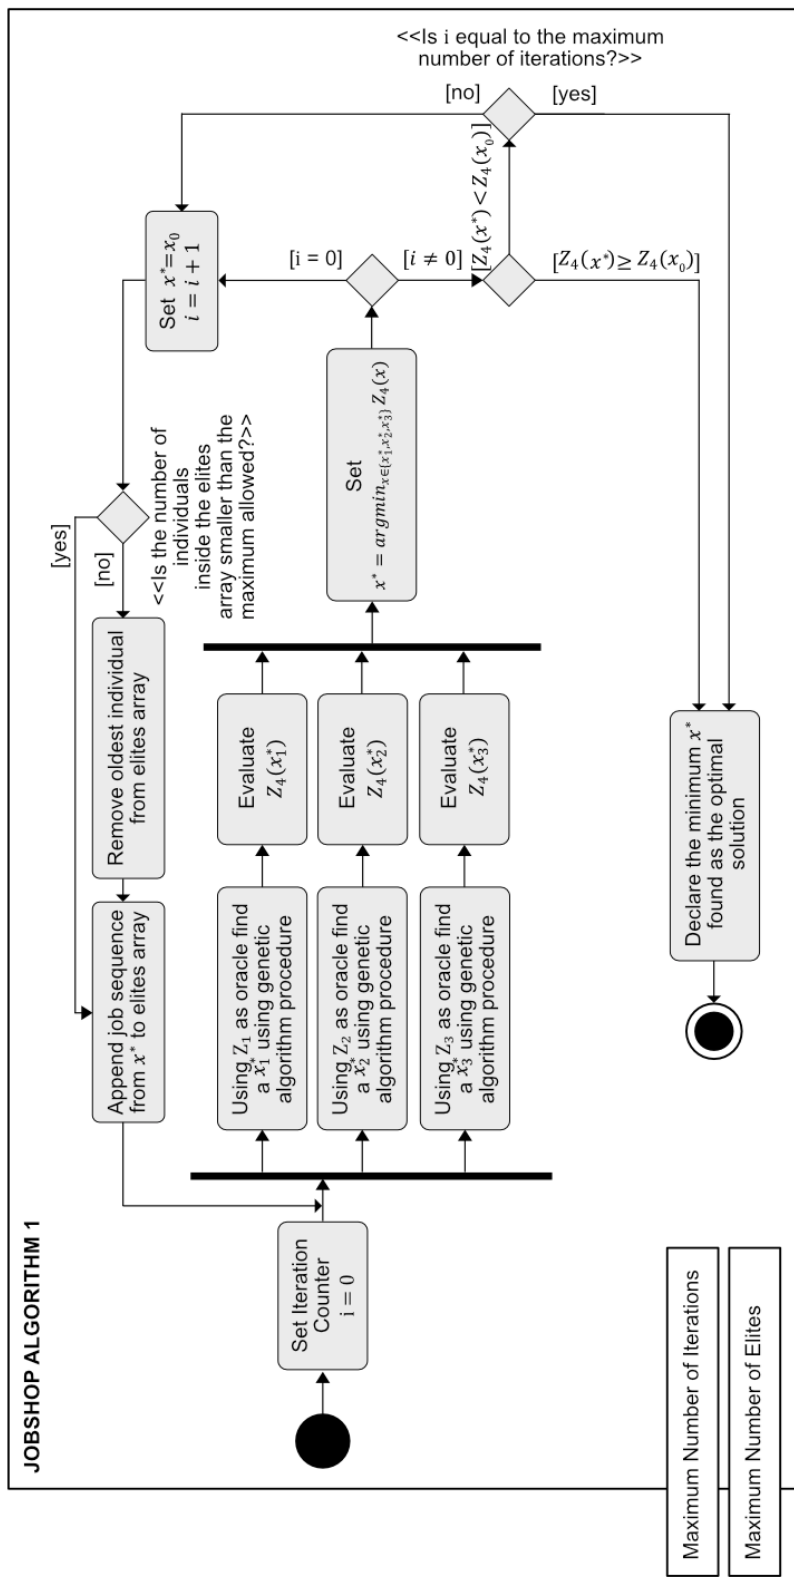 JOBSHOP ALGORITHM 1
Maximum Number of Iterations
Maximum Number of Elites
Set Iteration
Counter
i = 0
Using Z₁ as oracle find
a x₁* using genetic
algorithm procedure
Using Z₂ as oracle find
a x₂* using genetic
algorithm procedure
Using Z₃ as oracle find
a x₃* using genetic
algorithm procedure
Evaluate
Z₄(x₁*)
Evaluate
Z₄(x₂*)
Evaluate
Z₄(x₃*)
Set
x* = argminₓ∈{x₁*,x₂*,x₃*} Z₄(x)
[i = 0]
[i ≠ 0]
[Z₄(x*) < Z₄(x₀)]
[Z₄(x*) ≥ Z₄(x₀)]
<<Is i equal to the maximum
number of iterations?>>
[no]
[yes]
Set x*=x₀
i = i + 1
<<Is the number of
individuals
inside the elites
array smaller than the
maximum allowed?>>
[yes]
[no]
Remove oldest individual
from elites array
Append job sequence
from x* to elites array
Declare the minimum x*
found as the optimal
solution